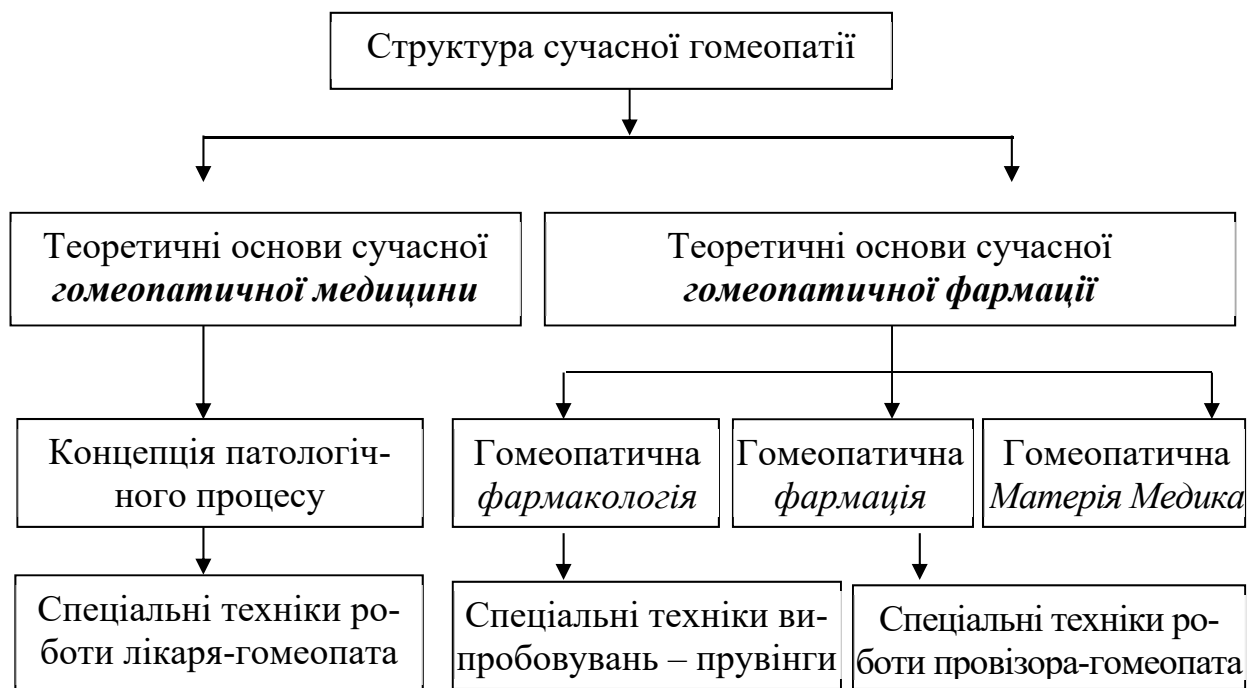 Структура сучасної гомеопатії
Теоретичні основи сучасної
гомеопатичної медицини
Теоретичні основи сучасної
гомеопатичної фармації
Концепція патологіч-
ного процесу
Гомеопатична
фармакологія
Гомеопатична
фармація
Гомеопатична
Матерія Медика
Спеціальні техніки ро-
боти лікаря-гомеопата
Спеціальні техніки ви-
пробовувань – прувінги
Спеціальні техніки ро-
боти провізора-гомеопата